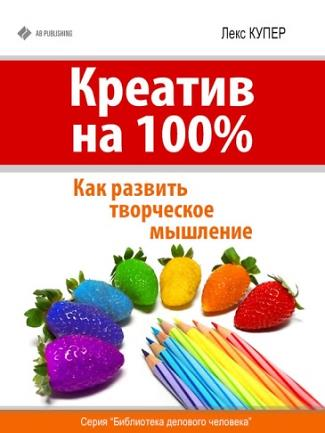 AB PUBLISHING
Лекс КУПЕР
Креатив
на 100%
Как развить
творческое
мышление
Серия "Библиотека делового человека"